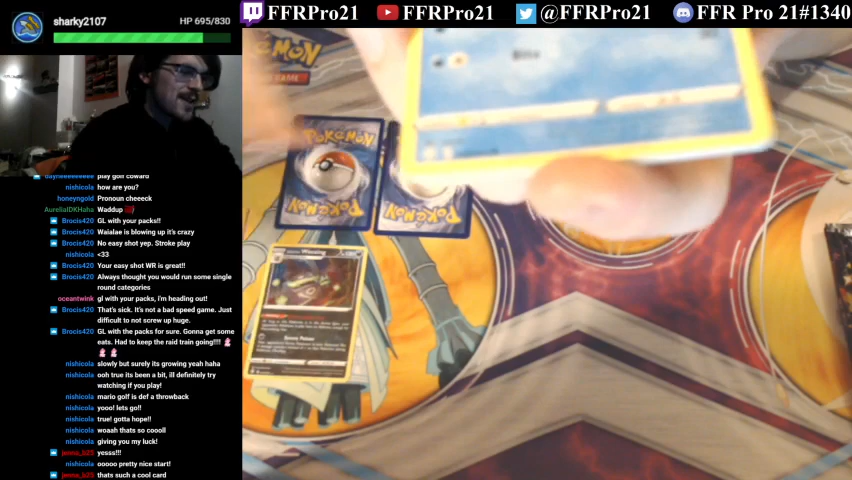 sharky2107
HP 695/830
FFRPro21
FFRPro21
@FFRPro21
FFR Pro 21#1340
play golf coward
nishicola how are you?
honeyngold Pronoun cheeeck
AureliaIDKHaha Waddup
Brocis420 GL with your packs!!
Brocis420 Waialae is blowing up it's crazy
Brocis420 No easy shot yep. Stroke play
nishicola <33
Brocis420 Your easy shot WR is great!!
Brocis420 Always thought you would run some single
round categories
oceantwink gl with your packs, i'm heading out!
Brocis420 That's sick. It's not a bad speed game. Just
difficult to not screw up huge.
Brocis420 GL with the packs for sure. Gonna get some
eats. Had to keep the raid train going!!!!
nishicola slowly but surely its growing yeah haha
nishicola ooh true its been a bit, ill definitely try
watching if you play!
nishicola mario golf is def a throwback
nishicola yooo! lets go!!
nishicola true! gotta hope!!
nishicola woaah thats so coooll
nishicola giving you my luck!
yesss!!!
nishicola ooooo pretty nice start!
thats such a cool card
POKÉMON
POKÉMON
POKÉMON
Weezing